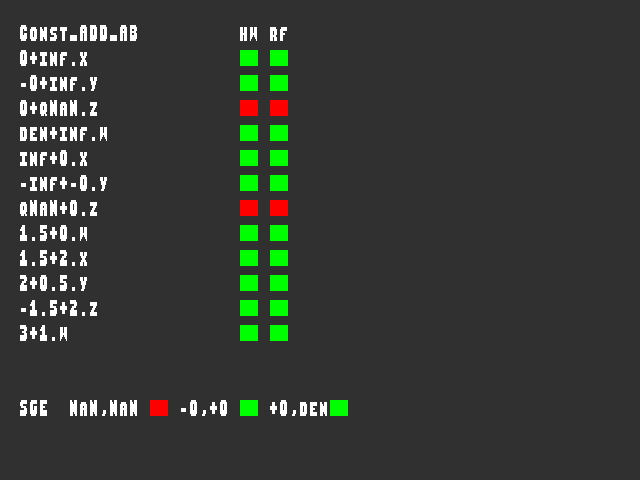 Const_ADD_AB HW RF
0+Inf.x
-0+Inf.y
0+qNaN.z
Den+Inf.w
Inf+0.x
-Inf+-0.y
qNaN+0.z
1.5+0.w
1.5+2.x
2+0.5.y
-1.5+2.z
3+1.w
SGE NaN,NaN -0,+0 +0,Den